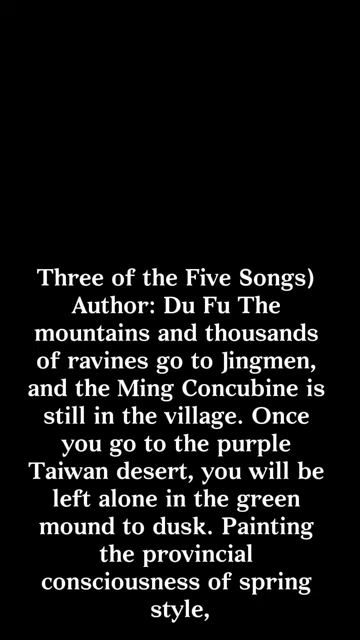 Three of the Five Songs)
Author: Du Fu The
mountains and thousands
of ravines go to Jingmen,
and the Ming Concubine is
still in the village. Once
you go to the purple
Taiwan desert, you will be
left alone in the green
mound to dusk. Painting
the provincial
consciousness of spring
style,